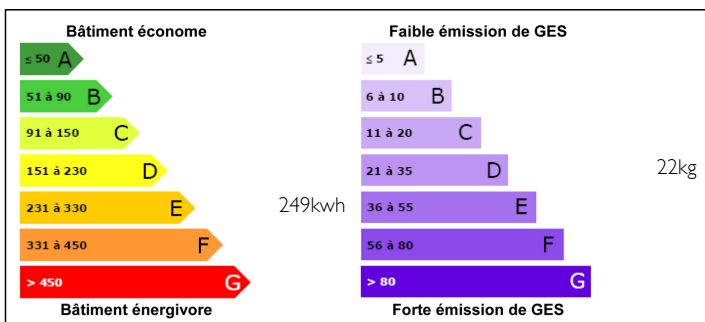 Bâtiment économe
≤ 50 A
51 à 90 B
91 à 150 C
151 à 230 D
231 à 330 E
331 à 450 F
> 450 G
Bâtiment énergivore
249kwh
Faible émission de GES
≤ 5 A
6 à 10 B
11 à 20 C
21 à 35 D
36 à 55 E
56 à 80 F
> 80 G
Forte émission de GES
22kg